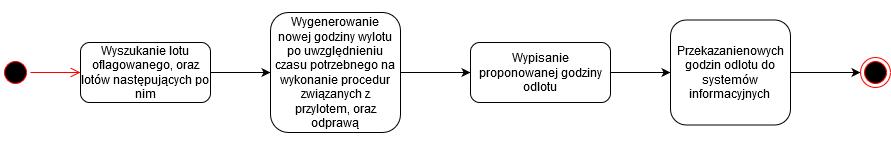 Wyszukanie lotu
oflagowanego, oraz
lotów następujących po
nim
Wygenerowanie
nowej godziny wylotu
po uwzględnieniu
czasu potrzebnego na
wykonanie procedur
związanych z
przylotem, oraz
odprawą
Wypisanie
proponowanej godziny
odlotu
Przekazanienowych
godzin odlotu do
systemów
informacyjnych